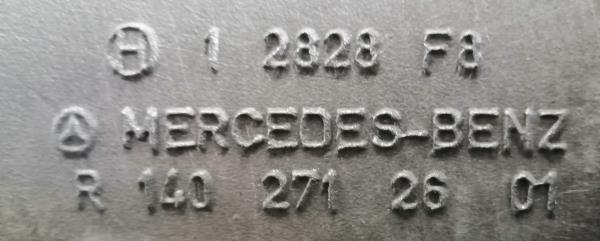 H 1 2828 F8
MERCEDES-BENZ
R 140 271 26 01